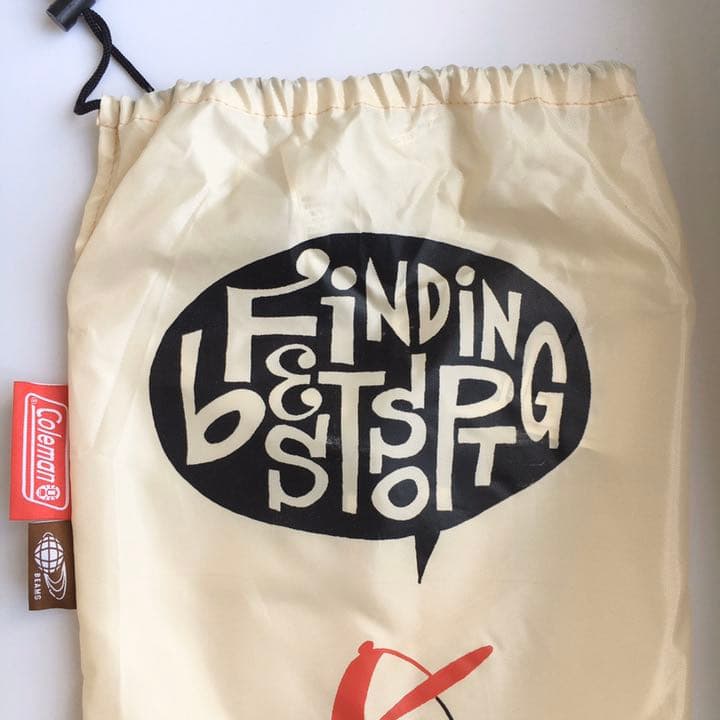 FiNDiNG
bEST SPOT
Coleman
BEAMS